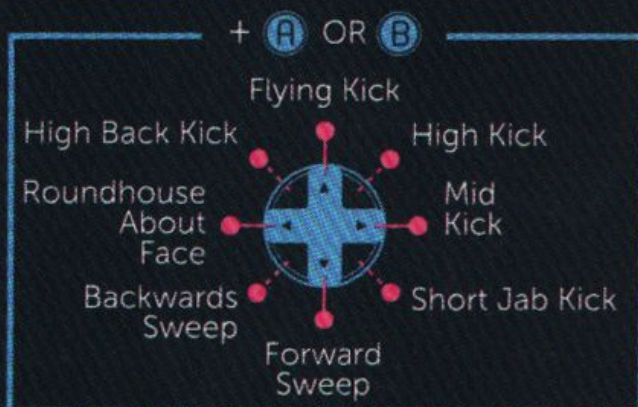 + A OR B
Flying Kick
High Back Kick
High Kick
Roundhouse
About
Face
Mid
Kick
Backwards
Sweep
Short Jab Kick
Forward
Sweep